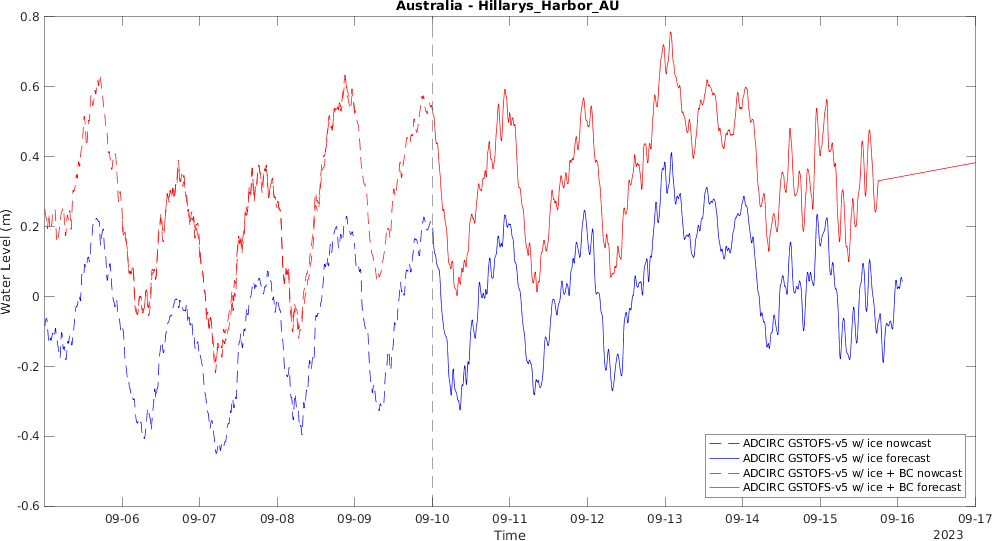 Australia - Hillarys_Harbor_AU
0.8
0.6
0.4
0.2
0
-0.2
-0.4
-0.6
Water Level (m)
ADCIRC GSTOFS-v5 w/ ice nowcast
ADCIRC GSTOFS-v5 w/ ice forecast
ADCIRC GSTOFS-v5 w/ ice + BC nowcast
ADCIRC GSTOFS-v5 w/ ice + BC forecast
09-06 09-07 09-08 09-09 09-10 09-11 09-12 09-13 09-14 09-15 09-16 09-17
Time
2023